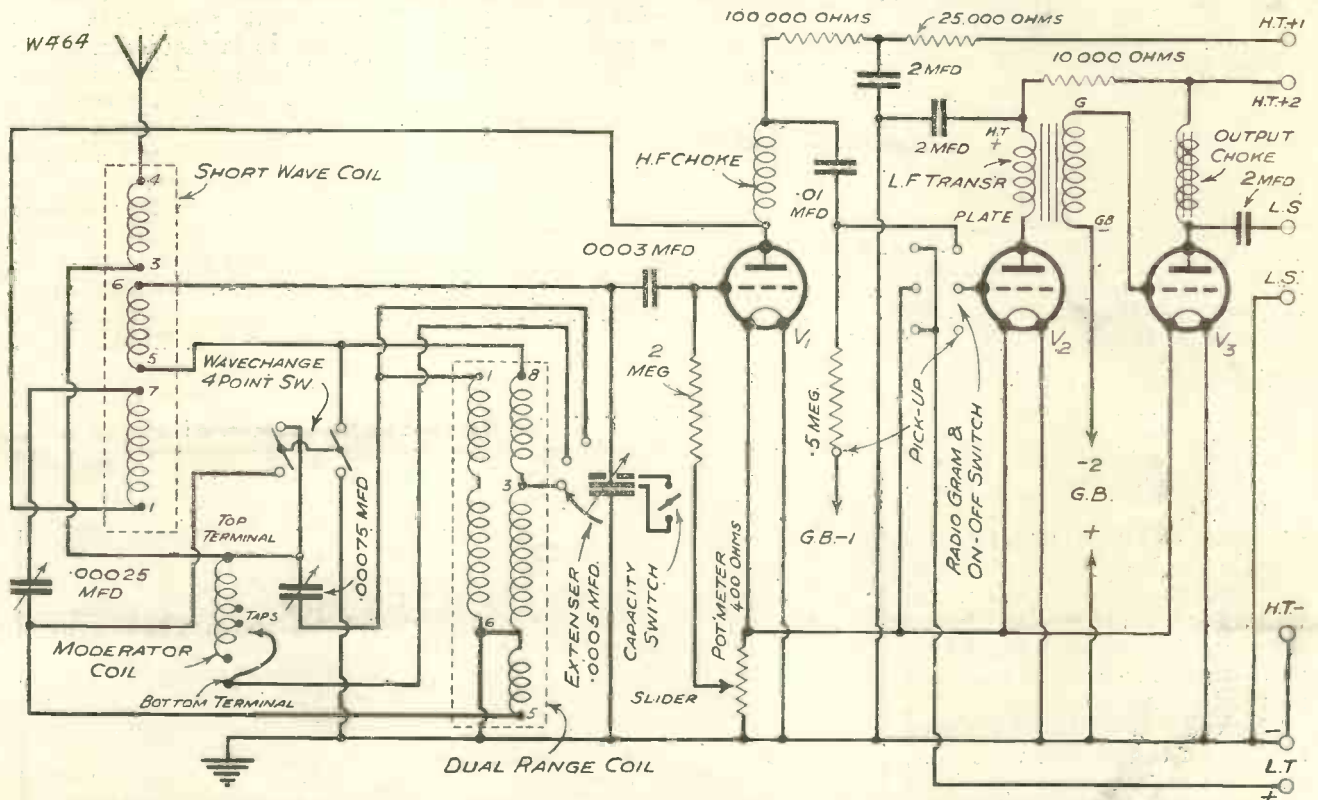 W464
100 000 OHMS
25,000 OHMS
H.T.+1
2 MFD
10 000 OHMS
H.T.+2
SHORT WAVE COIL
4
3
6
5
7
1
H.F CHOKE
.01
MFD
2 MFD
H.T
+
L.F TRANSR
PLATE
G
GB
-
OUTPUT
CHOKE
2 MFD
L.S
L.S.
.0003 MFD
V1
V2
V3
WAVECHANGE
4 POINT SW.
1
8
3
6
5
2
MEG
.5 MEG.
PICK-UP
RADIO GRAM &
ON-OFF SWITCH
-2
G.B.
+
GB-1
TOP
TERMINAL
.00025
MFD
.00075 MFD
TAPS
MODERATOR
COIL
BOTTOM TERMINAL
EXTENSER
.0005 MFD.
CAPACITY
SWITCH
POT'METER
400 OHMS
SLIDER
H.T.-
DUAL RANGE COIL
-
L.T
+